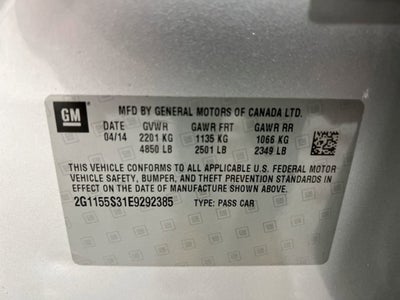 GM
MFD BY GENERAL MOTORS OF CANADA LTD.
DATE GVWR GAWR FRT GAWR RR
04/14 2201 KG 1135 KG 1066 KG
4850 LB 2501 LB 2349 LB
THIS VEHICLE CONFORMS TO ALL APPLICABLE U.S. FEDERAL MOTOR
VEHICLE SAFETY, BUMPER, AND THEFT PREVENTION STANDARDS IN
EFFECT ON THE DATE OF MANUFACTURE SHOWN ABOVE.
2G1155S31E9292385 TYPE: PASS CAR